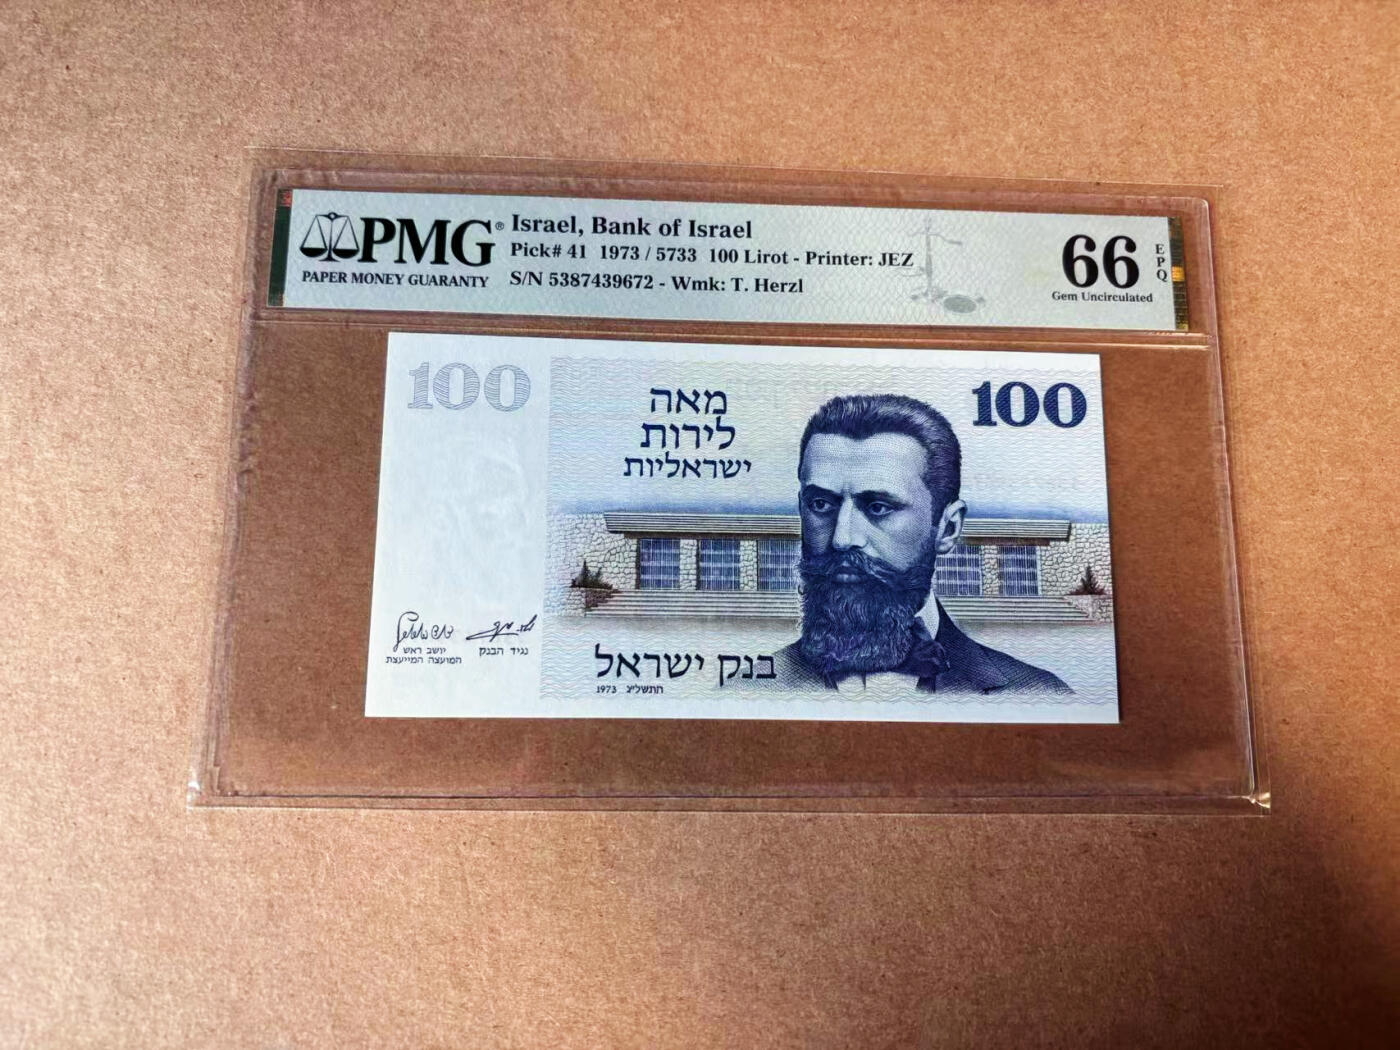 PMG®
PAPER MONEY GUARANTY
Israel, Bank of Israel
Pick# 41 1973 / 5733 100 Lirot - Printer: JEZ
S/N 5387439672 - Wmk: T. Herzl
66
EPQ
Gem Uncirculated
100
100
מאה
לירות
ישראליות
יושב ראש
המועצה המייעצת
נגיד הבנק
בנק ישראל
1973 התשל״ג